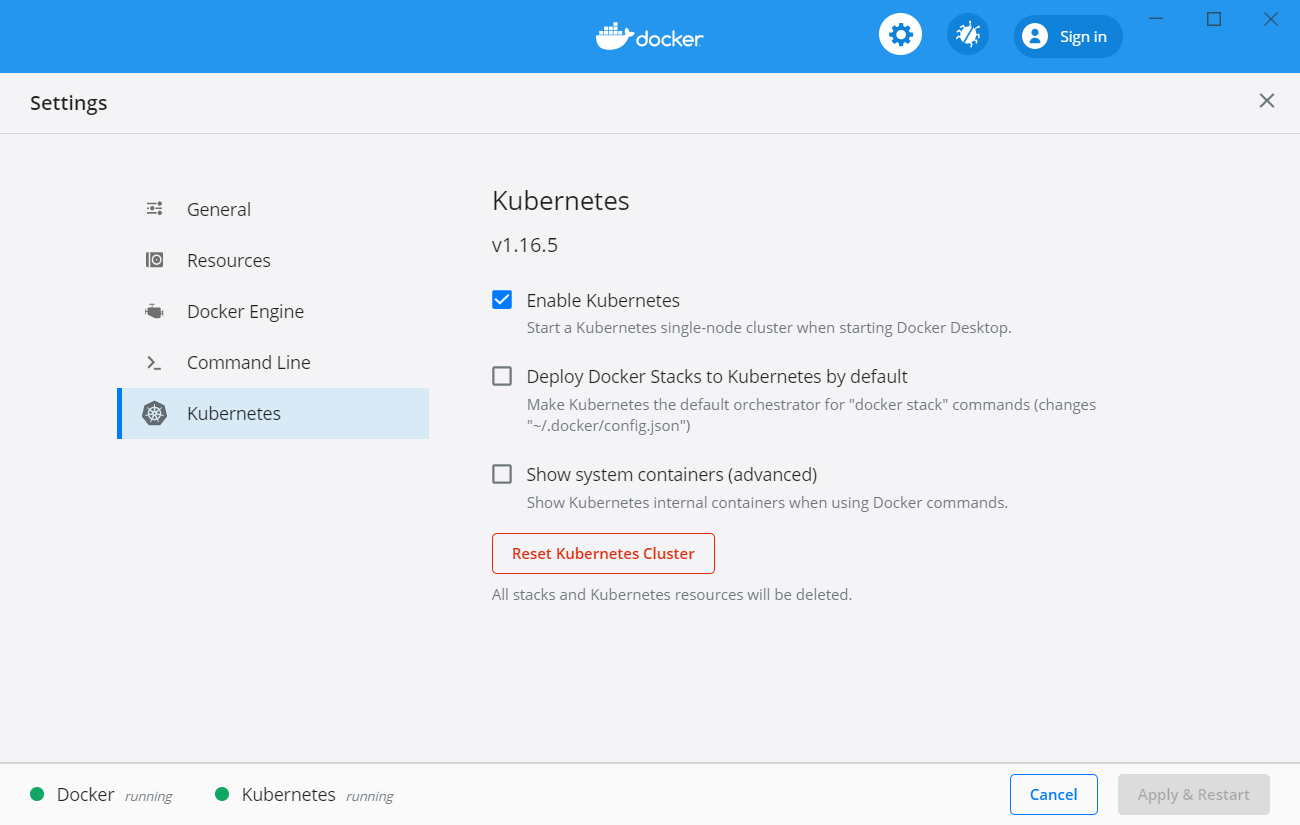 docker
Sign in
Settings
General
Resources
Docker Engine
Command Line
Kubernetes
Kubernetes
v1.16.5
Enable Kubernetes
Start a Kubernetes single-node cluster when starting Docker Desktop.
Deploy Docker Stacks to Kubernetes by default
Make Kubernetes the default orchestrator for "docker stack" commands (changes
"~/.docker/config.json")
Show system containers (advanced)
Show Kubernetes internal containers when using Docker commands.
Reset Kubernetes Cluster
All stacks and Kubernetes resources will be deleted.
Docker running Kubernetes running
Cancel Apply & Restart